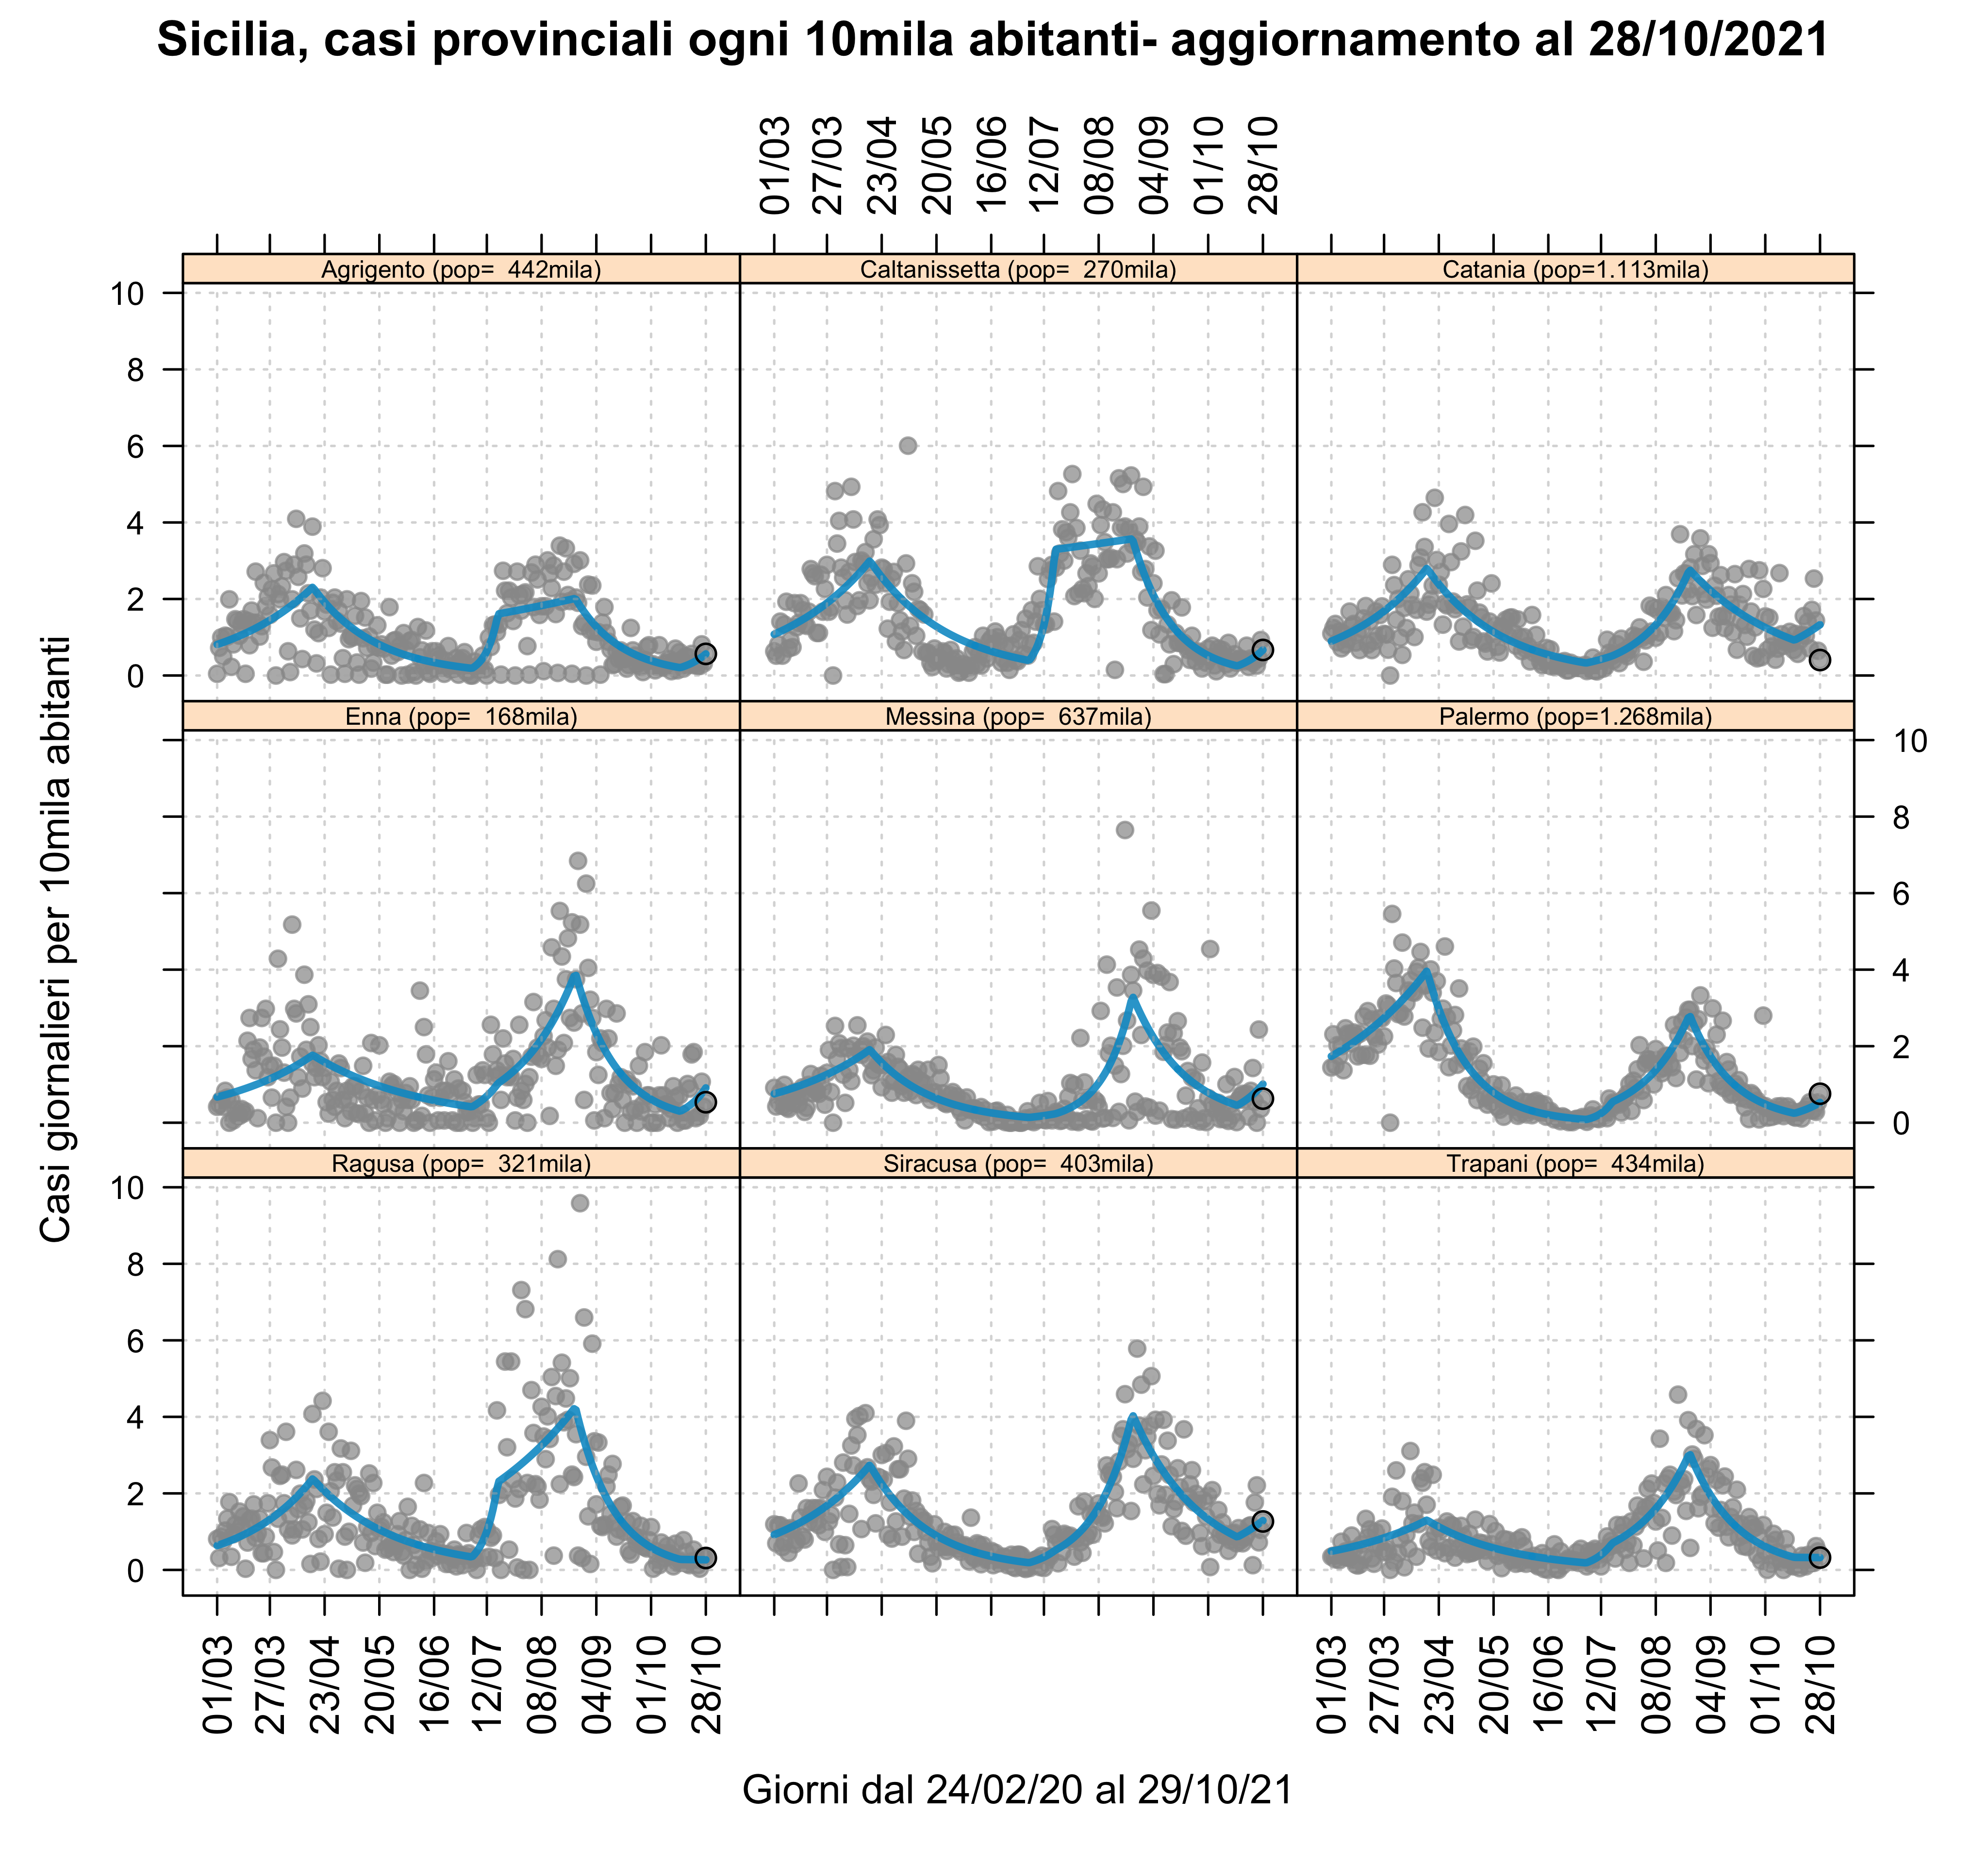 Sicilia, casi provinciali ogni 10mila abitanti- aggiornamento al 28/10/2021
01/03 27/03 23/04 20/05 16/06 12/07 08/08 04/09 01/10 28/10
Agrigento (pop=  442mila)
Caltanissetta (pop=  270mila)
Catania (pop=1.113mila)
10
8
6
4
2
0
Enna (pop=  168mila)
Messina (pop=  637mila)
Palermo (pop=1.268mila)
10
8
6
4
2
0
Ragusa (pop=  321mila)
Siracusa (pop=  403mila)
Trapani (pop=  434mila)
10
8
6
4
2
0
Casi giornalieri per 10mila abitanti
01/03 27/03 23/04 20/05 16/06 12/07 08/08 04/09 01/10 28/10
01/03 27/03 23/04 20/05 16/06 12/07 08/08 04/09 01/10 28/10
Giorni dal 24/02/20 al 29/10/21